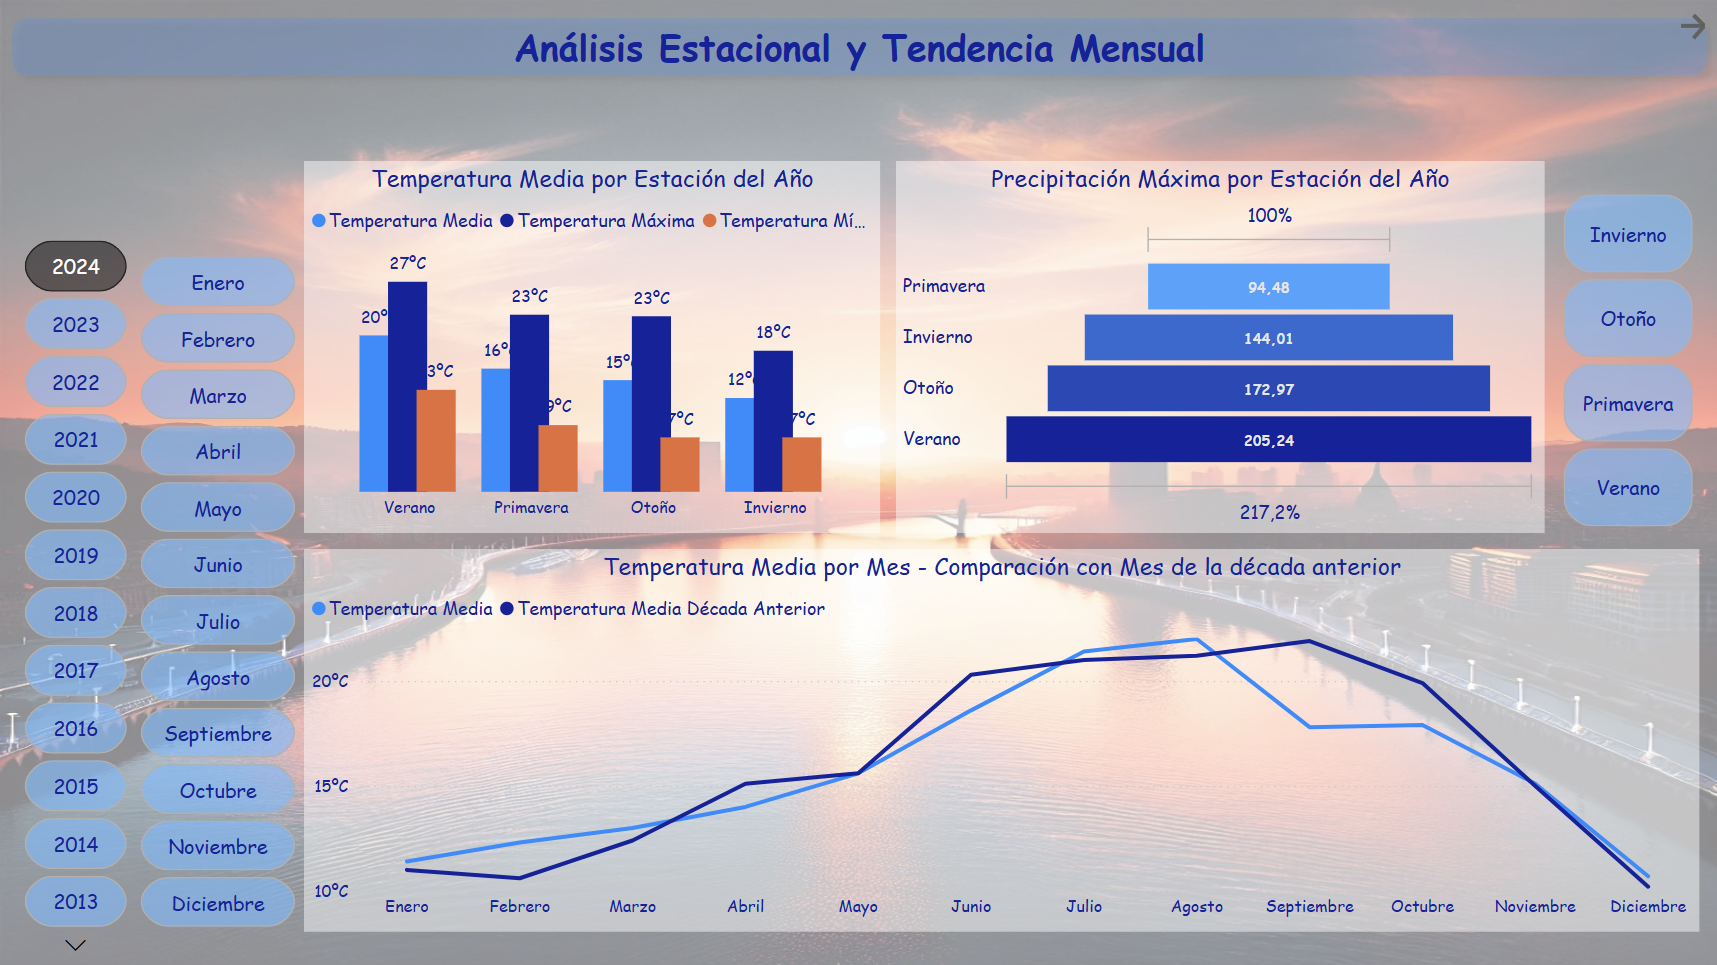 Análisis Estacional y Tendencia Mensual
2024
2023
2022
2021
2020
2019
2018
2017
2016
2015
2014
2013
Enero
Febrero
Marzo
Abril
Mayo
Junio
Julio
Agosto
Septiembre
Octubre
Noviembre
Diciembre
Temperatura Media por Estación del Año
Temperatura Media Temperatura Máxima Temperatura Mí...
27°C
20°
3°C
23°C
16°
9°C
23°C
15°
7°C
18°C
12°
7°C
Verano Primavera Otoño Invierno
Precipitación Máxima por Estación del Año
100%
Primavera 94,48
Invierno 144,01
Otoño 172,97
Verano 205,24
217,2%
Invierno
Otoño
Primavera
Verano
Temperatura Media por Mes - Comparación con Mes de la década anterior
Temperatura Media Temperatura Media Década Anterior
20°C
15°C
10°C
Enero Febrero Marzo Abril Mayo Junio Julio Agosto Septiembre Octubre Noviembre Diciembre